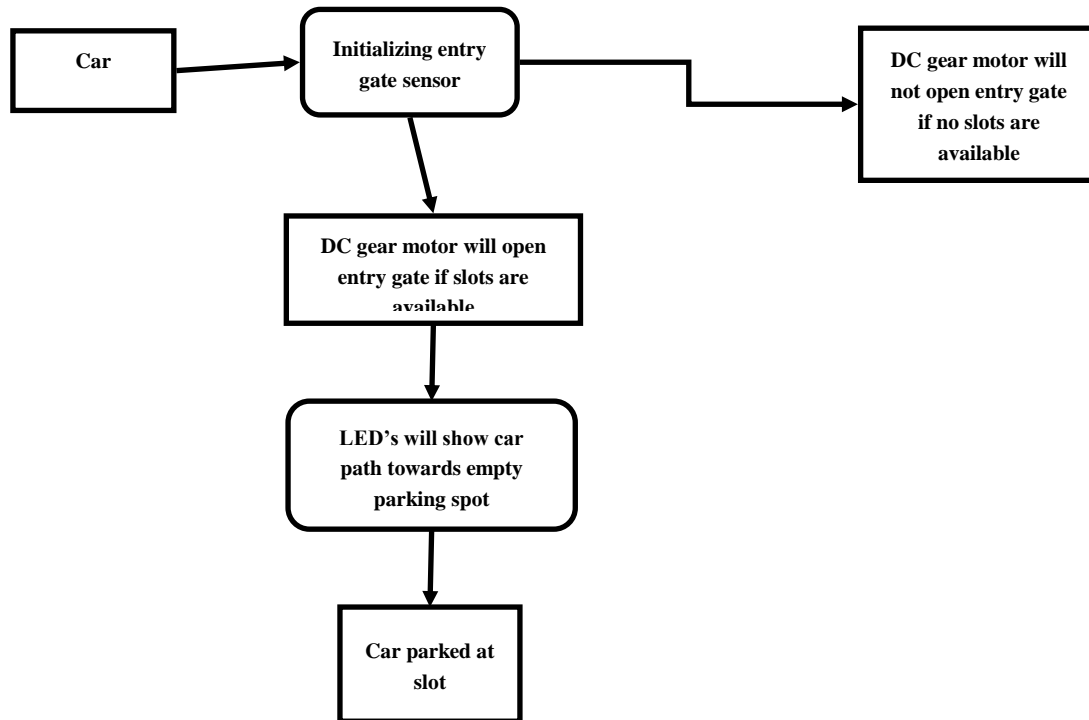 Car
Initializing entry
gate sensor
DC gear motor will
not open entry gate
if no slots are
available
DC gear motor will open
entry gate if slots are
available
LED's will show car
path towards empty
parking spot
Car parked at
slot